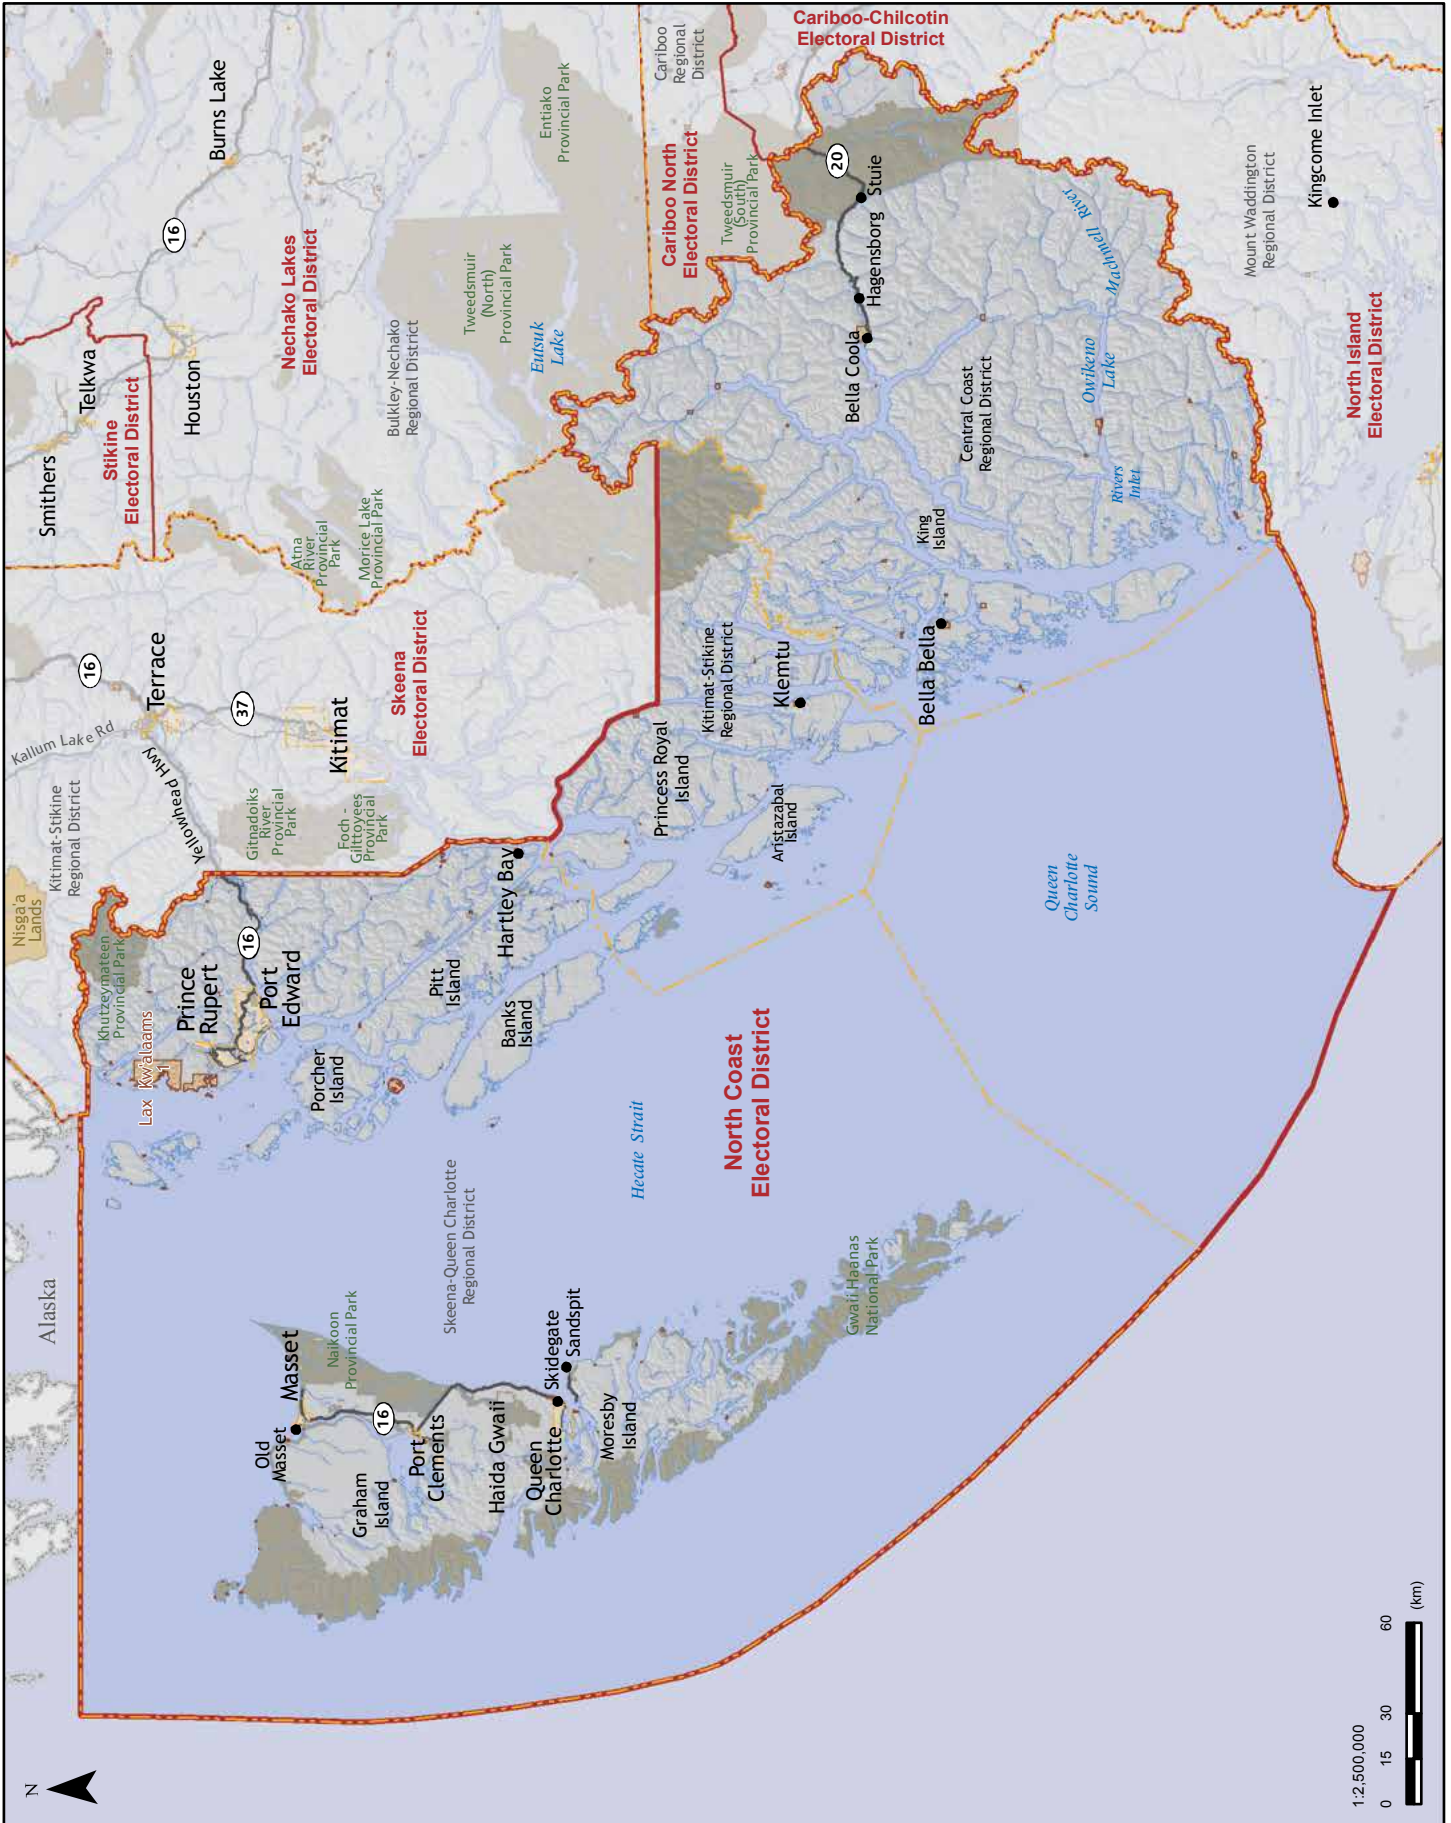 N
Alaska
Nisga'a
Lands
Kitimat-Stikine
Regional District
Kallum Lake Rd
16
Terrace
Yellowhead Hwy
37
Kitimat
Skeena
Electoral District
Smithers
Telkwa
Stikine
Electoral District
Houston
16
Burns Lake
Nechako Lakes
Electoral District
Bulkley-Nechako
Regional District
Atna
River
Provincial
Park
Morice Lake
Provincial Park
Gitnadoiks
River
Provincial
Park
Foch -
Gilttoyees
Provincial
Park
Khutzeymateen
Provincial Park
Lax Kw'alaams
1
Prince
Rupert
16
Port
Edward
Porcher
Island
Pitt
Island
Banks
Island
Hartley Bay
Tweedsmuir
(North)
Provincial Park
Entiako
Provincial Park
Eutsuk
Lake
Cariboo
Regional
District
Cariboo-Chilcotin
Electoral District
Cariboo North
Electoral District
Tweedsmuir
(South)
Provincial Park
20
Stuie
Hagensborg
Bella Coola
Central Coast
Regional District
Princess Royal
Island
Kitimat-Stikine
Regional District
Klemtu
Aristazabal
Island
Bella Bella
King
Island
Machmell River
Owikeno
Lake
Rivers
Inlet
Mount Waddington
Regional District
Kingcome Inlet
North Island
Electoral District
Old
Masset
Masset
Naikoon
Provincial Park
16
Graham
Island
Port
Clements
Haida Gwaii
Queen
Charlotte
Skidegate
Sandspit
Moresby
Island
Skeena-Queen Charlotte
Regional District
Hecate Strait
North Coast
Electoral District
Gwaii Haanas
National Park
Queen
Charlotte
Sound
1:2,500,000
0 15 30 60
(km)